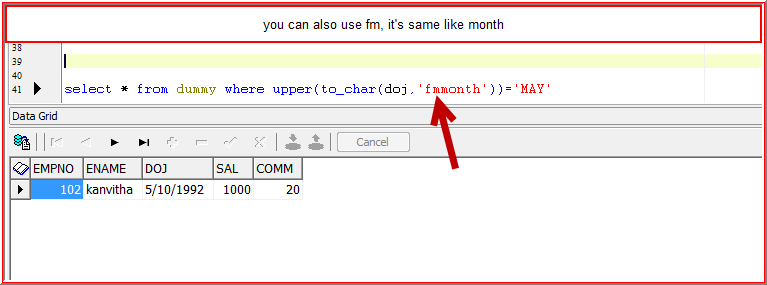 you can also use fm, it's same like month
38
39
40
41 select * from dummy where upper(to_char(doj,'fmmonth'))='MAY'
Data Grid
Cancel
EMPNO ENAME DOJ SAL COMM
102 kanvitha 5/10/1992 1000 20